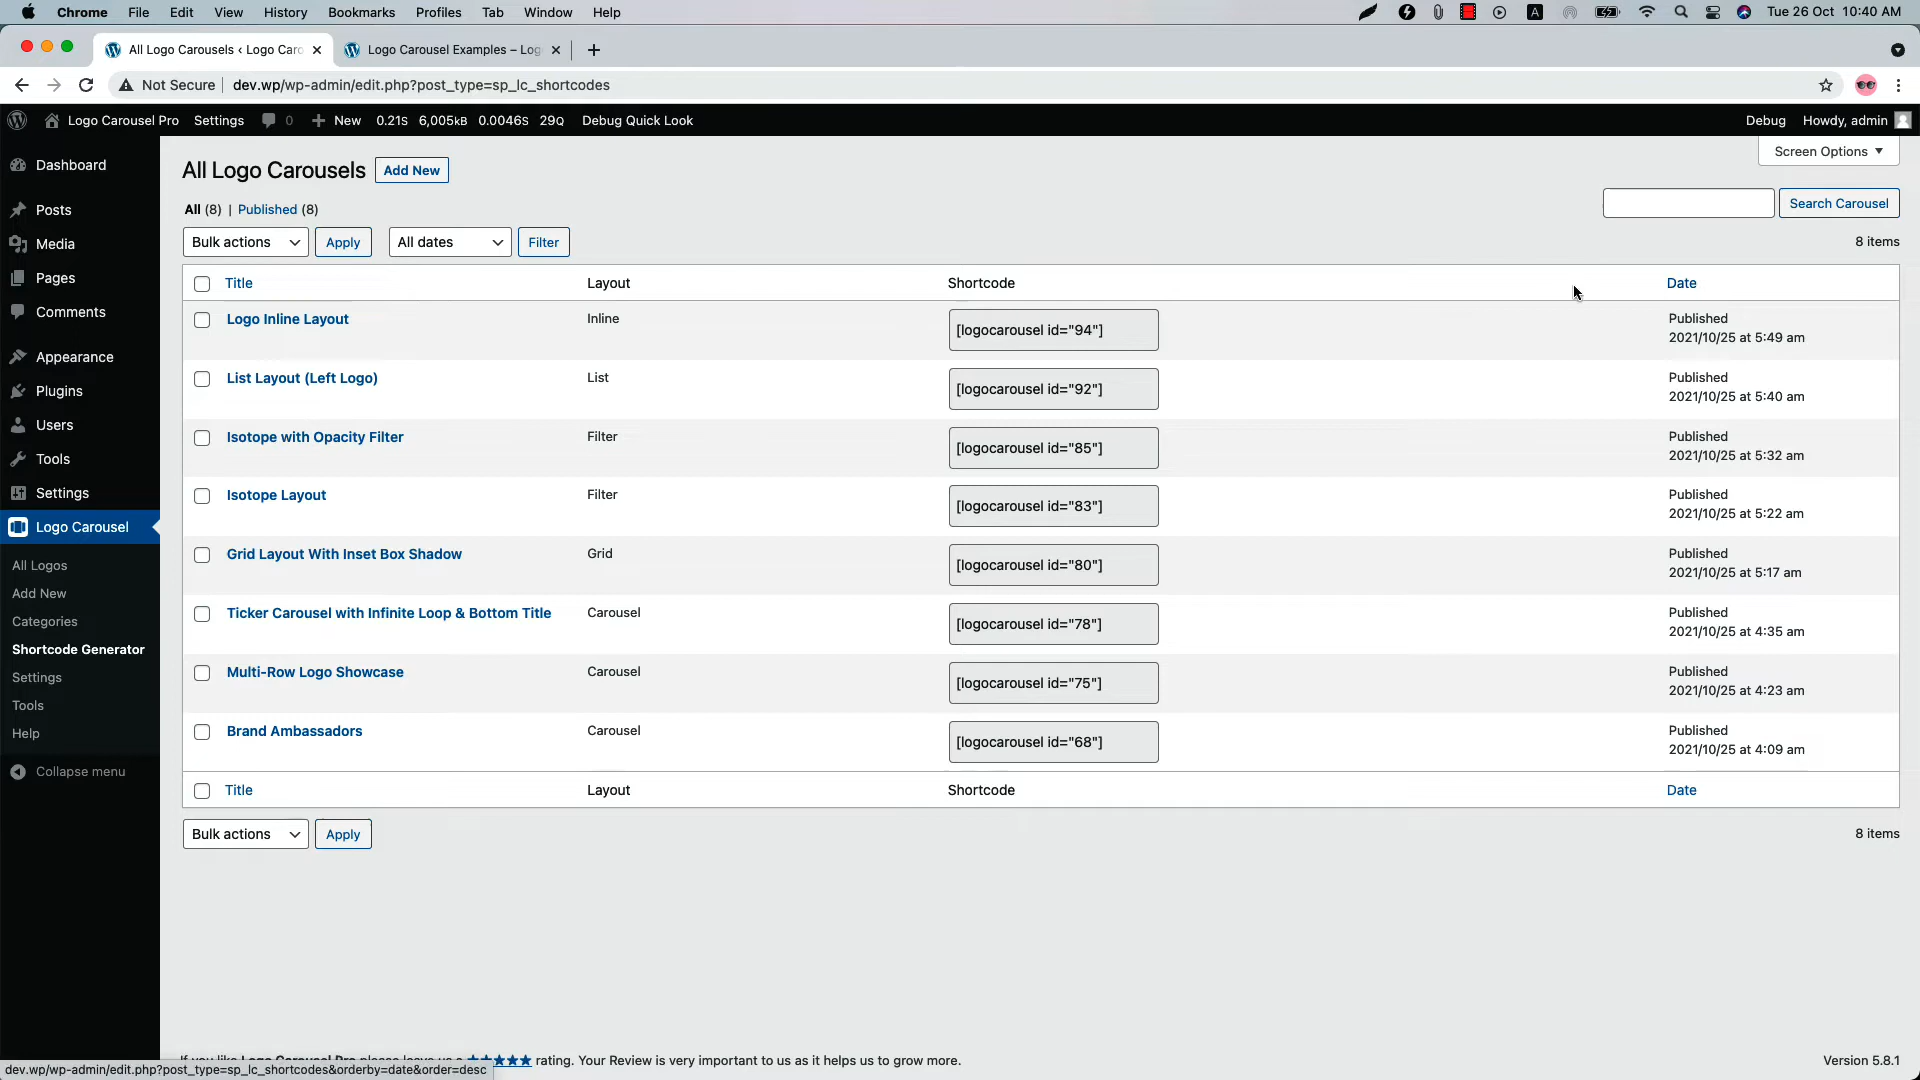 Chrome File Edit View History Bookmarks Profiles Tab Window Help A Tue 26 Oct 10:40 AM
All Logo Carousels ‹ Logo Caro Logo Carousel Examples – Log
Not Secure dev.wp/wp-admin/edit.php?post_type=sp_lc_shortcodes
Logo Carousel Pro Settings 0 New 0.21S 6,005KB 0.0046S 29Q Debug Quick Look Debug Howdy, admin
Dashboard
Posts
Media
Pages
Comments
Appearance
Plugins
Users
Tools
Settings
Logo Carousel
All Logos
Add New
Categories
Shortcode Generator
Settings
Tools
Help
Collapse menu
Screen Options
All Logo Carousels Add New
All (8) | Published (8)
Search Carousel
Bulk actions Apply All dates Filter 8 items
Title Layout Shortcode Date
Logo Inline Layout Inline [logocarousel id="94"] Published
2021/10/25 at 5:49 am
List Layout (Left Logo) List [logocarousel id="92"] Published
2021/10/25 at 5:40 am
Isotope with Opacity Filter Filter [logocarousel id="85"] Published
2021/10/25 at 5:32 am
Isotope Layout Filter [logocarousel id="83"] Published
2021/10/25 at 5:22 am
Grid Layout With Inset Box Shadow Grid [logocarousel id="80"] Published
2021/10/25 at 5:17 am
Ticker Carousel with Infinite Loop & Bottom Title Carousel [logocarousel id="78"] Published
2021/10/25 at 4:35 am
Multi-Row Logo Showcase Carousel [logocarousel id="75"] Published
2021/10/25 at 4:23 am
Brand Ambassadors Carousel [logocarousel id="68"] Published
2021/10/25 at 4:09 am
Title Layout Shortcode Date
Bulk actions Apply 8 items
If you like Logo Carousel Pro please leave us a ★★★★★ rating. Your Review is very important to us as it helps us to grow more. Version 5.8.1
dev.wp/wp-admin/edit.php?post_type=sp_lc_shortcodes&orderby=date&order=desc